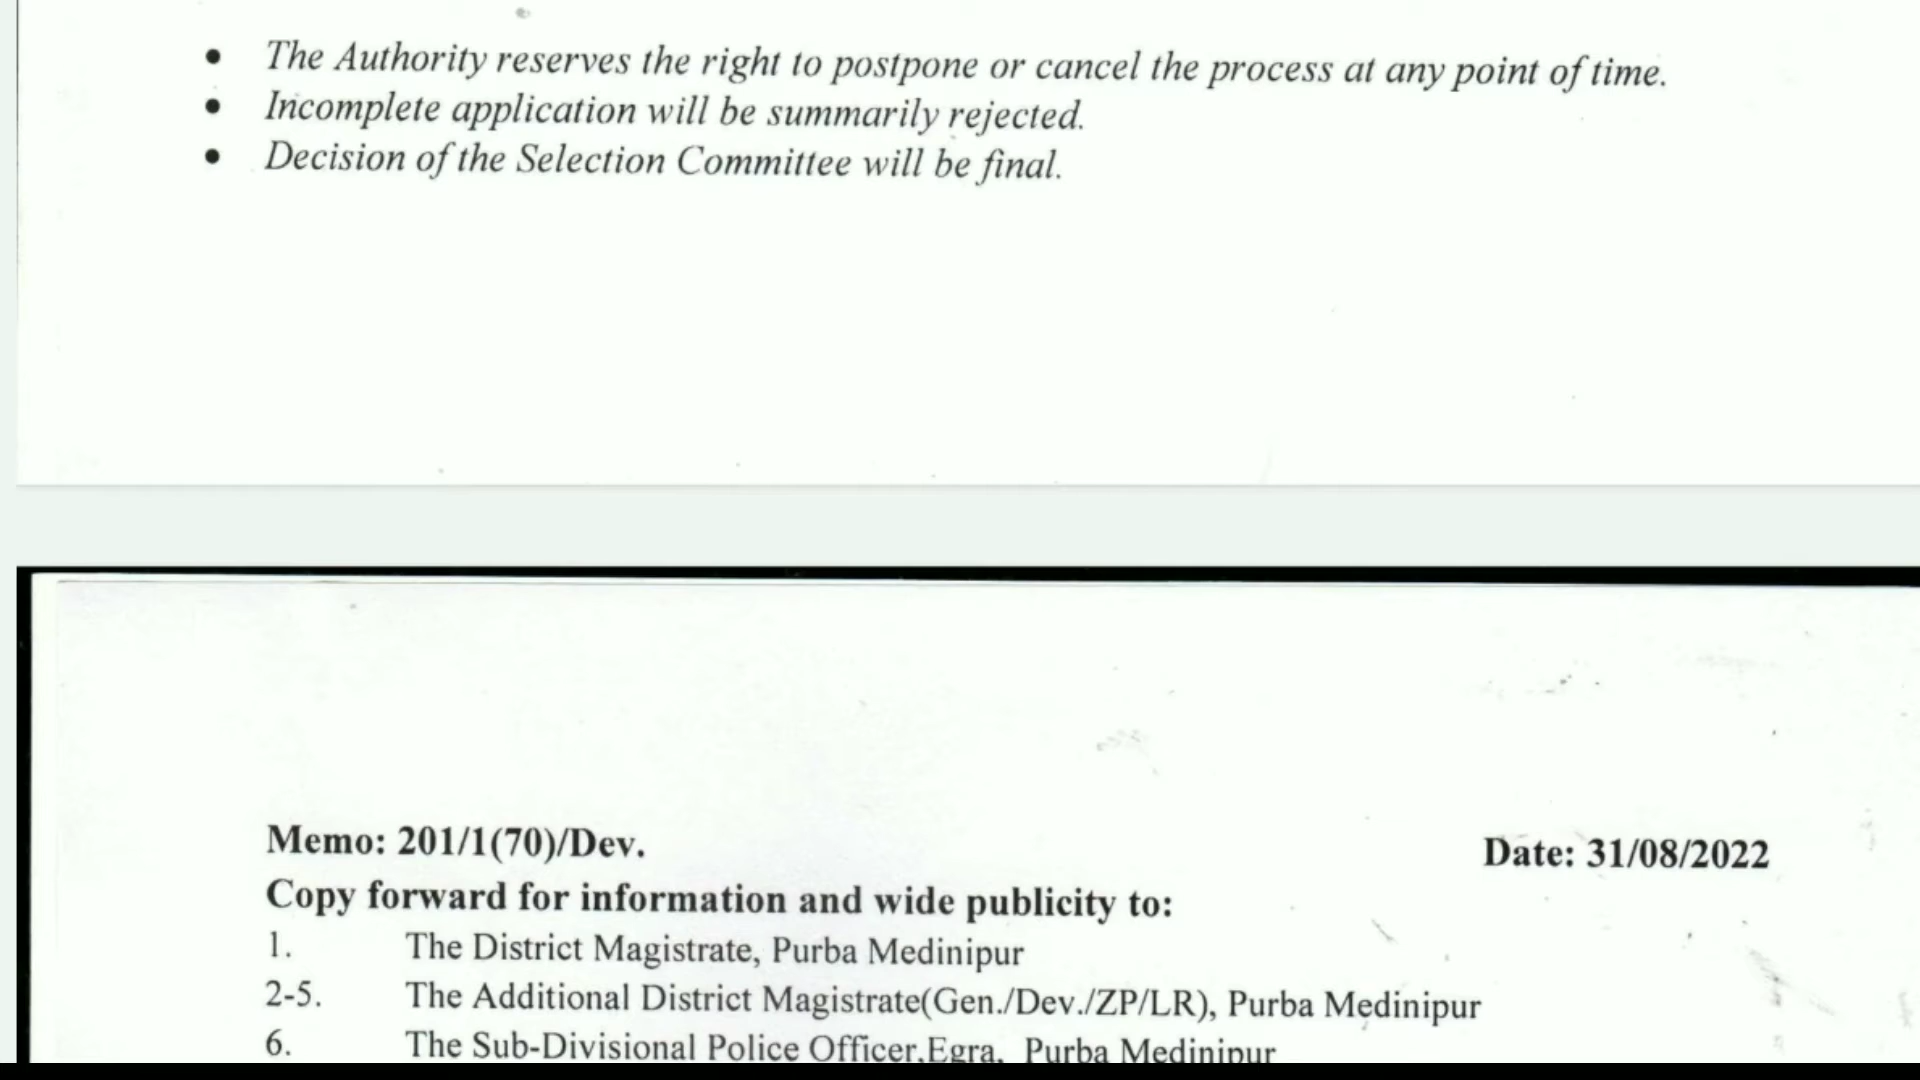 • The Authority reserves the right to postpone or cancel the process at any point of time.
• Incomplete application will be summarily rejected.
• Decision of the Selection Committee will be final.
Memo: 201/1(70)/Dev. Date: 31/08/2022
Copy forward for information and wide publicity to:
1. The District Magistrate, Purba Medinipur
2-5. The Additional District Magistrate(Gen./Dev./ZP/LR), Purba Medinipur
6. The Sub-Divisional Police Officer,Egra, Purba Medinipur